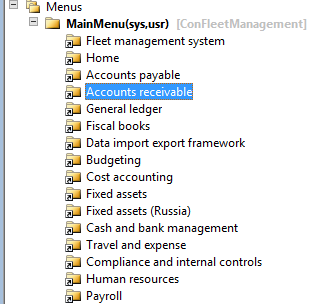 Menus
MainMenu(sys,usr) [ConFleetManagement]
Fleet management system
Home
Accounts payable
Accounts receivable
General ledger
Fiscal books
Data import export framework
Budgeting
Cost accounting
Fixed assets
Fixed assets (Russia)
Cash and bank management
Travel and expense
Compliance and internal controls
Human resources
Payroll